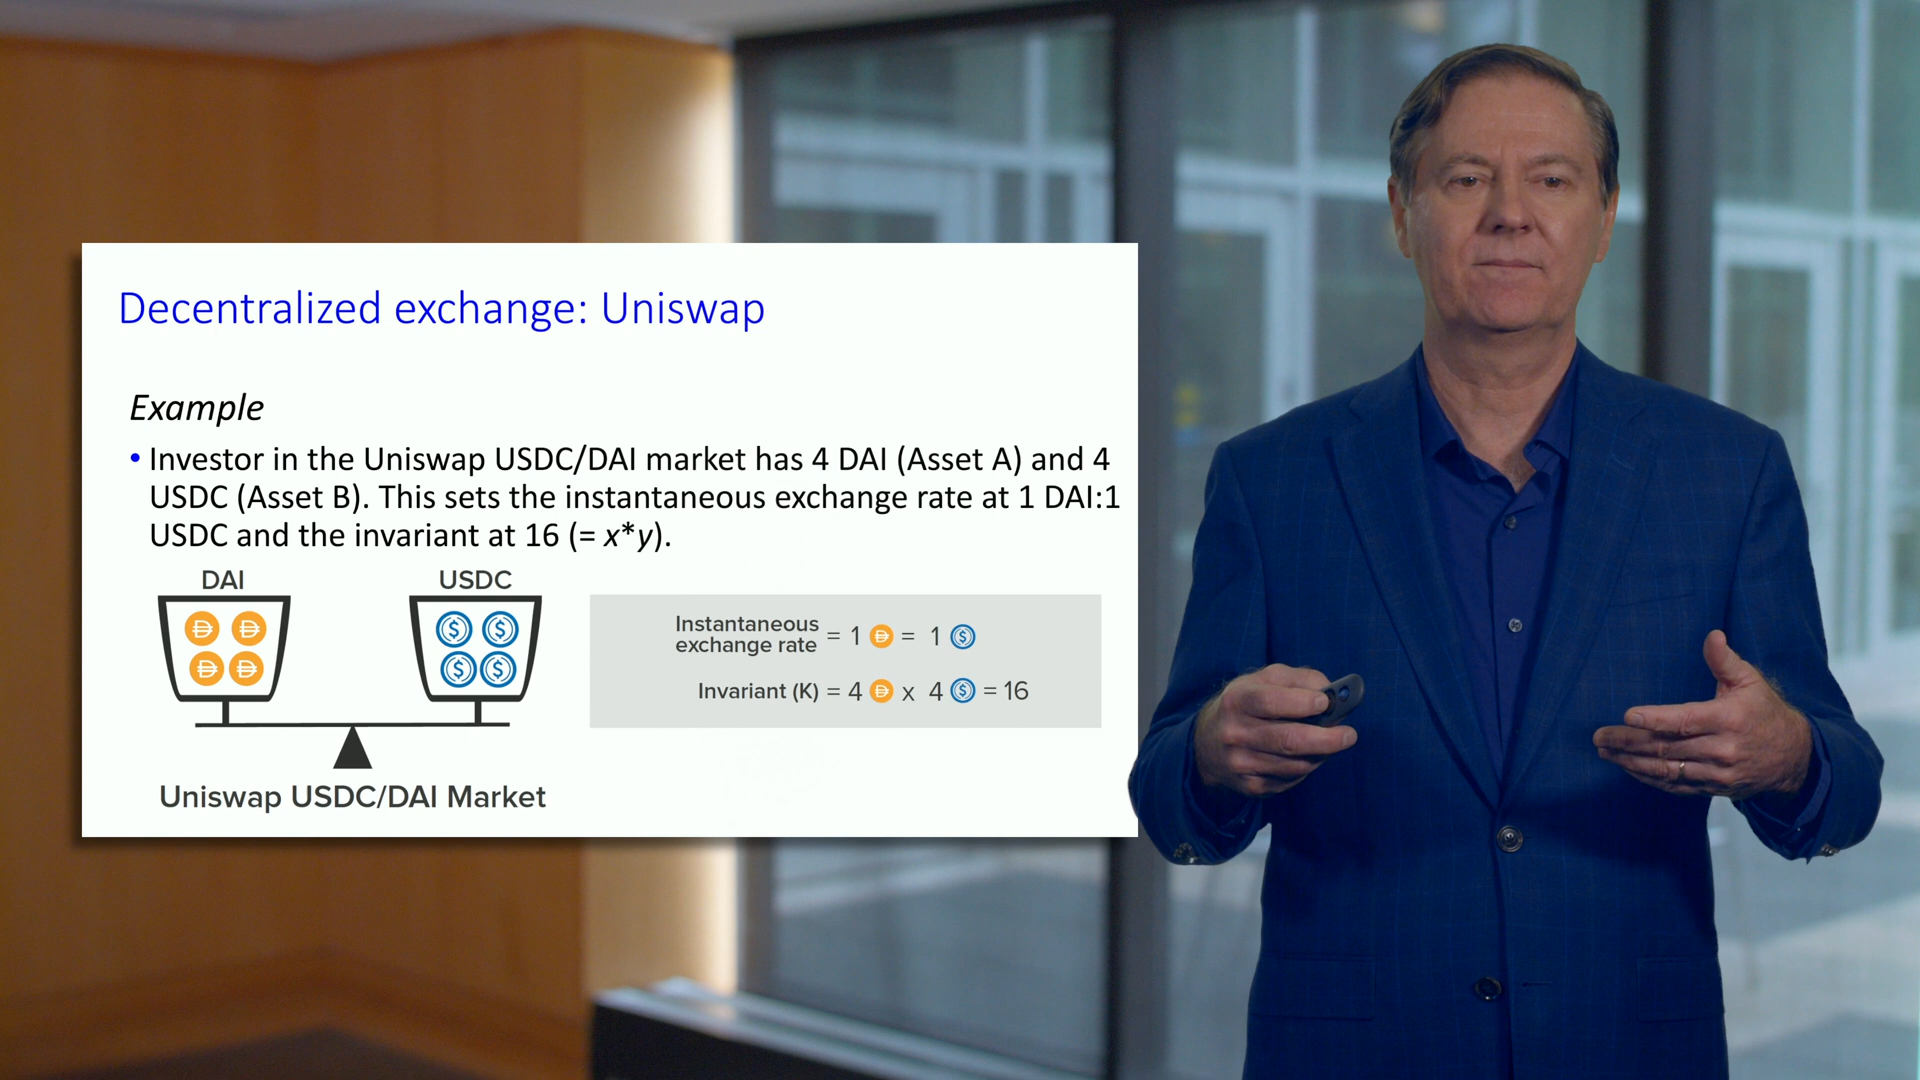 Decentralized exchange: Uniswap
Example
• Investor in the Uniswap USDC/DAI market has 4 DAI (Asset A) and 4
USDC (Asset B). This sets the instantaneous exchange rate at 1 DAI:1
USDC and the invariant at 16 (= x*y).
DAI
USDC
Instantaneous
exchange rate = 1 = 1
Invariant (K) = 4 x 4 = 16
Uniswap USDC/DAI Market